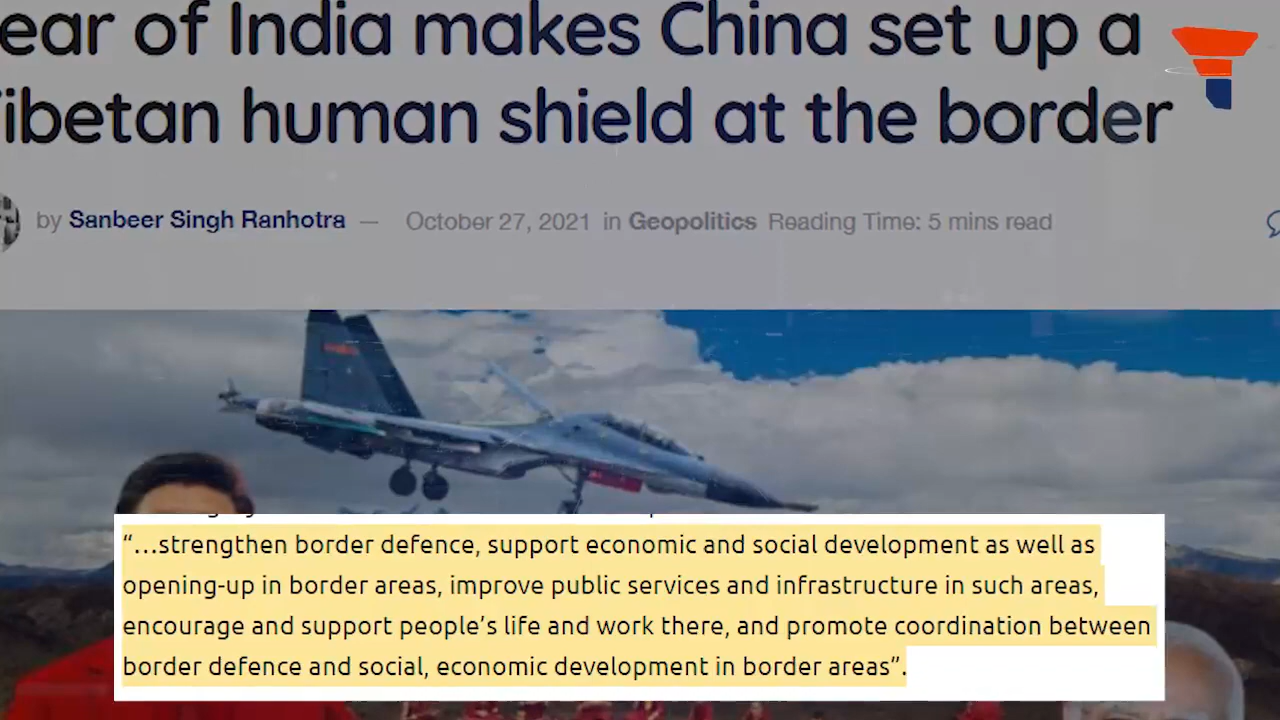 ear of India makes China set up a
ibetan human shield at the border
by Sanbeer Singh Ranhotra — October 27, 2021 in Geopolitics Reading Time: 5 mins read
“…strengthen border defence, support economic and social development as well as
opening-up in border areas, improve public services and infrastructure in such areas,
encourage and support people’s life and work there, and promote coordination between
border defence and social, economic development in border areas”.